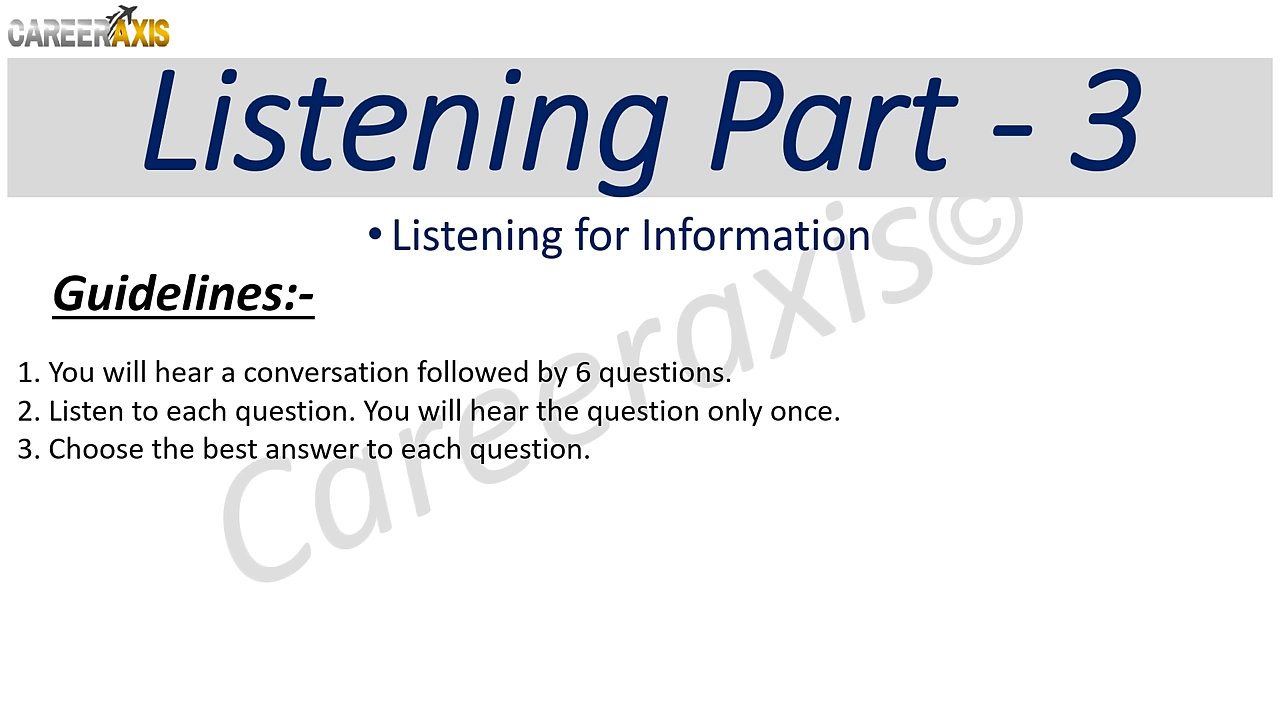 CAREERAXIS
Listening Part - 3
• Listening for Information
Guidelines:-
1. You will hear a conversation followed by 6 questions.
2. Listen to each question. You will hear the question only once.
3. Choose the best answer to each question.
Careeraxis©